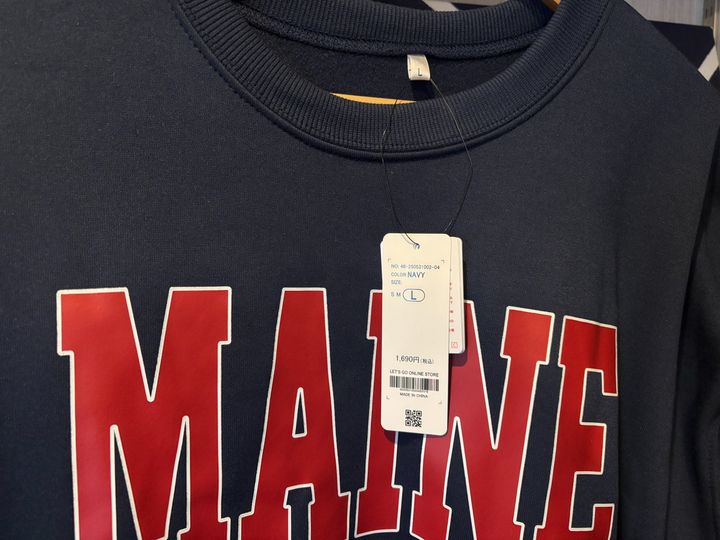 L
NO. 46-250521002-04
COLOR NAVY
SIZE:
S M L
1,690円(税込)
LET'S GO ONLINE STORE
MADE IN CHINA
MAINE